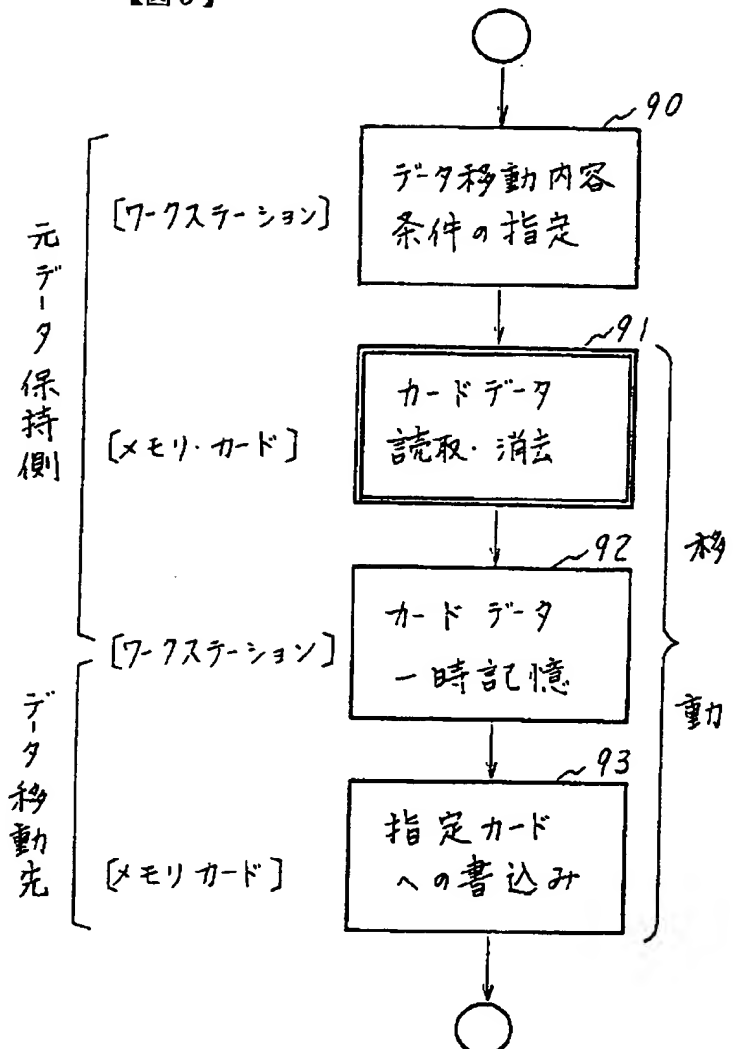 90
[ワークステーション]
データ移動内容
条件の指定
元データ保持側
91
[メモリ・カード]
カードデータ
読取・消去
移動
92
[ワークステーション]
カード データ
一時記憶
データ移動先
93
[メモリカード]
指定カード
への書込み